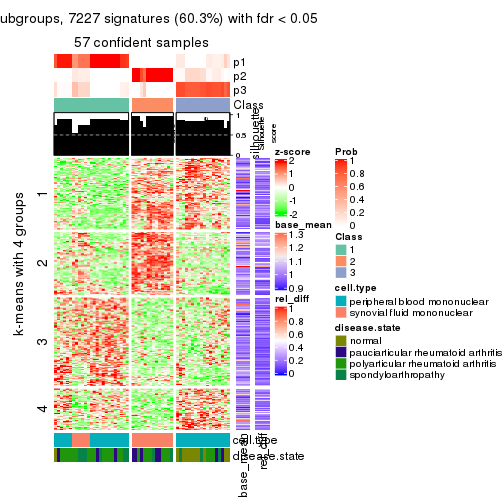 ubgroups, 7227 signatures (60.3%) with fdr < 0.05
57 confident samples
p1
p2
p3
Class
1
0.5
0
silhouette
score
k-means with 4 groups
1
2
3
4
cell.type
disease.state
base_mean
rel_diff
z-score
2
1
0
-1
-2
base_mean
1.3
1.2
1.1
1
0.9
rel_diff
1
0.8
0.6
0.4
0.2
0
Prob
1
0.8
0.6
0.4
0.2
0
Class
1
2
3
cell.type
peripheral blood mononuclear
synovial fluid mononuclear
disease.state
normal
pauciarticular rheumatoid arthritis
polyarticular rheumatoid arthritis
spondyloarthropathy